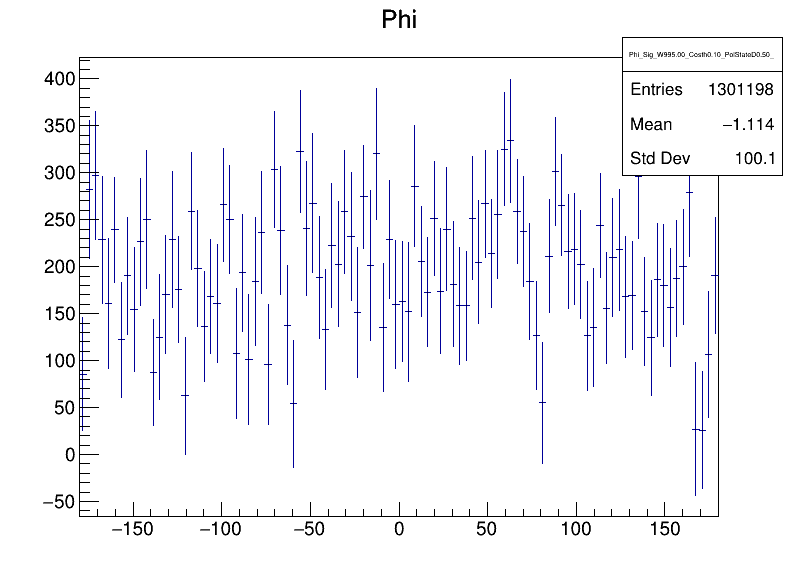 Phi
Phi_Sig_W995.00_Costh0.10_PolStateD0.50_
Entries 1301198
Mean −1.114
Std Dev 100.1
400
350
300
250
200
150
100
50
0
−50
−150 −100 −50 0 50 100 150